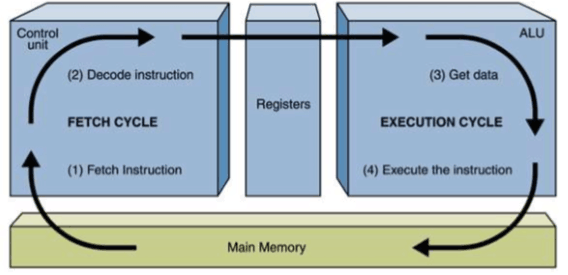 Control
unit
ALU
(2) Decode instruction
(3) Get data
Registers
FETCH CYCLE
EXECUTION CYCLE
(1) Fetch Instruction
(4) Execute the instruction
Main Memory